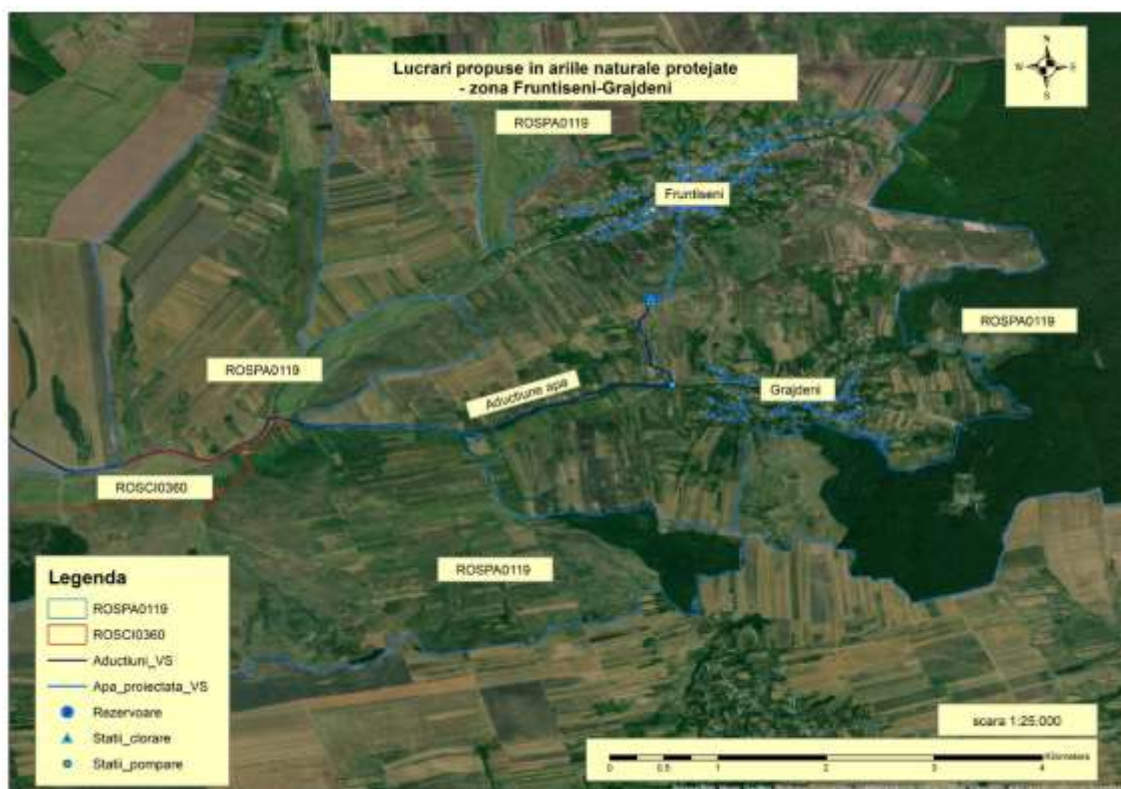 Lucrari propuse in ariile naturale protejate
- zona Fruntiseni-Grajdeni
N
W E
S
ROSPA0119
Fruntiseni
ROSPA0119
ROSPA0119
Grajdeni
Aductiune apa
ROSCI0360
ROSPA0119
Legenda
ROSPA0119
ROSCI0360
Aductiuni_VS
Apa_proiectata_VS
Rezervoare
Statii_clorare
Statii_pompare
scara 1:25.000
Kilometers
0 0.5 1 2 3 4